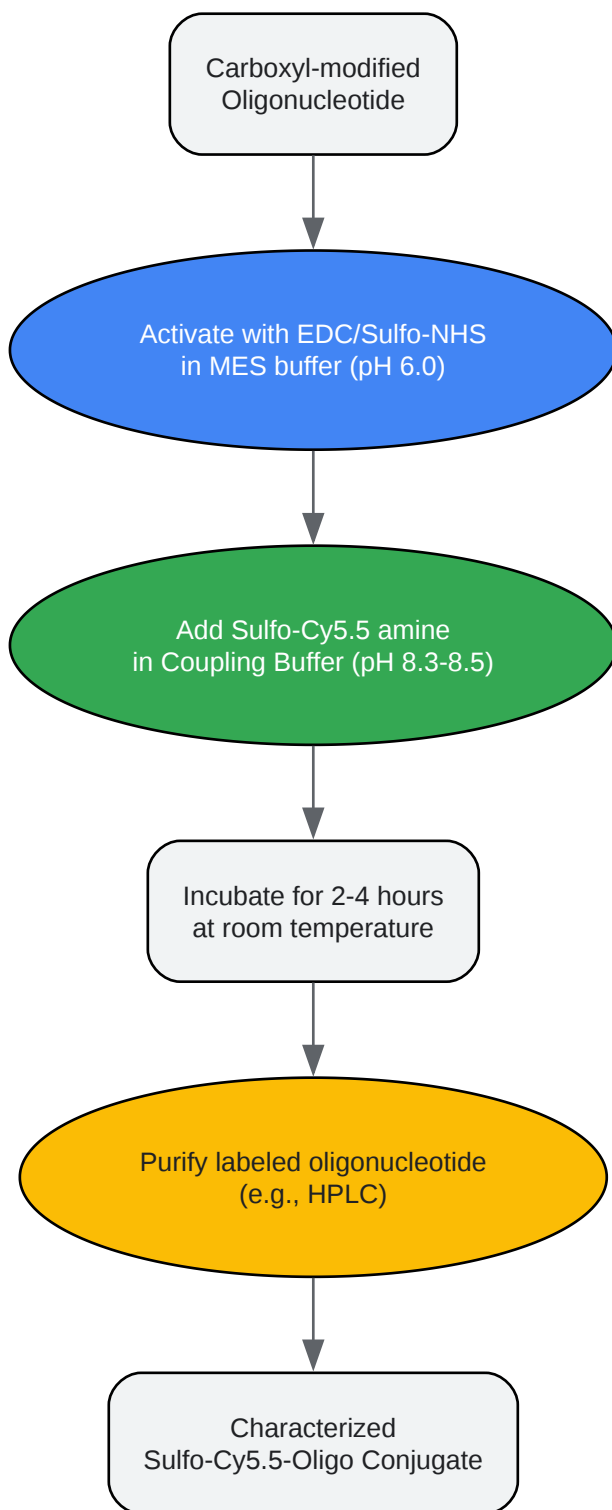 Carboxyl-modified
Oligonucleotide
Activate with EDC/Sulfo-NHS
in MES buffer (pH 6.0)
Add Sulfo-Cy5.5 amine
in Coupling Buffer (pH 8.3-8.5)
Incubate for 2-4 hours
at room temperature
Purify labeled oligonucleotide
(e.g., HPLC)
Characterized
Sulfo-Cy5.5-Oligo Conjugate